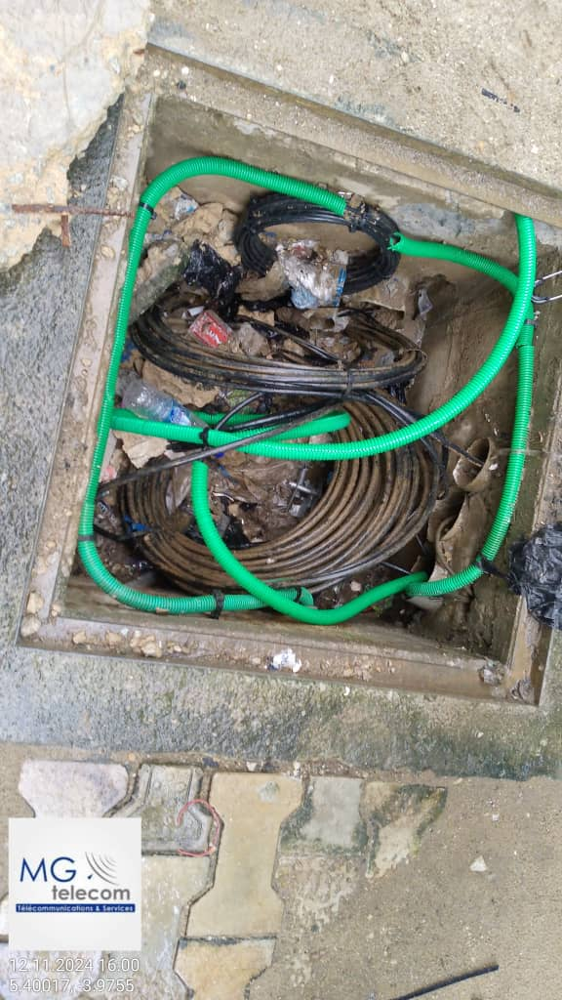 MG
telecom
Télécommunications & Services
12.11.2024 16:00
5.40017, -3.9755